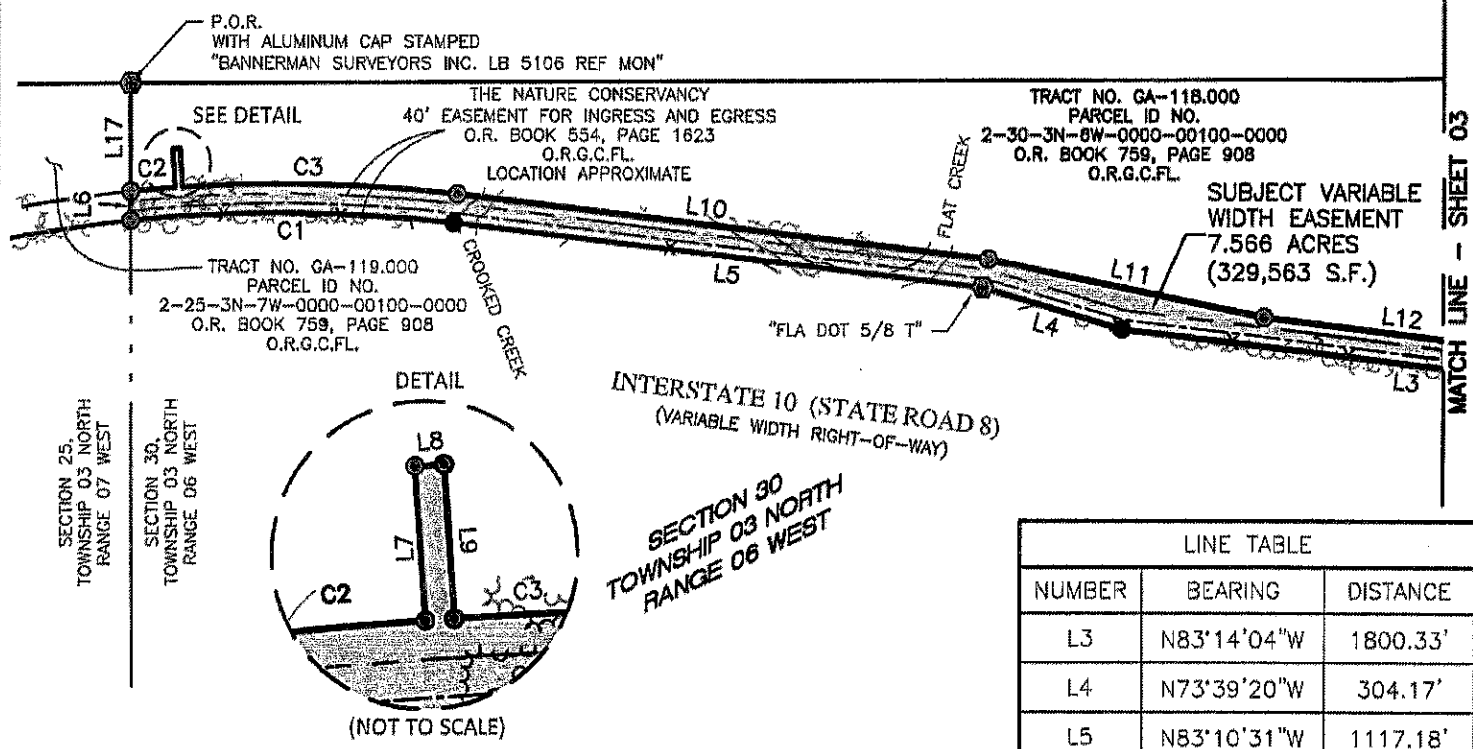 P.O.R.
WITH ALUMINUM CAP STAMPED
"BANNERMAN SURVEYORS INC. LB 5106 REF MON"
SEE DETAIL
THE NATURE CONSERVANCY
40' EASEMENT FOR INGRESS AND EGRESS
O.R. BOOK 554, PAGE 1623
O.R.G.C.FL.
LOCATION APPROXIMATE
TRACT NO. GA-118.000
PARCEL ID NO.
2-30-3N-6W-0000-00100-0000
O.R. BOOK 759, PAGE 908
O.R.G.C.FL.
SUBJECT VARIABLE
WIDTH EASEMENT
7.566 ACRES
(329,563 S.F.)
MATCH LINE - SHEET 03
L17
C2
C3
L6
C1
L10
FLAT CREEK
L11
L12
L5
L4
L3
CROOKED CREEK
"FLA DOT 5/8 T"
TRACT NO. GA-119.000
PARCEL ID NO.
2-25-3N-7W-0000-00100-0000
O.R. BOOK 759, PAGE 908
O.R.G.C.FL.
INTERSTATE 10 (STATE ROAD 8)
(VARIABLE WIDTH RIGHT-OF-WAY)
SECTION 25,
TOWNSHIP 03 NORTH
RANGE 07 WEST
SECTION 30,
TOWNSHIP 03 NORTH
RANGE 06 WEST
DETAIL
L8
L7
L9
C2
C3
(NOT TO SCALE)
SECTION 30
TOWNSHIP 03 NORTH
RANGE 06 WEST
LINE TABLE
NUMBER BEARING DISTANCE
L3 N83°14'04"W 1800.33'
L4 N73°39'20"W 304.17'
L5 N83°10'31"W 1117.18'